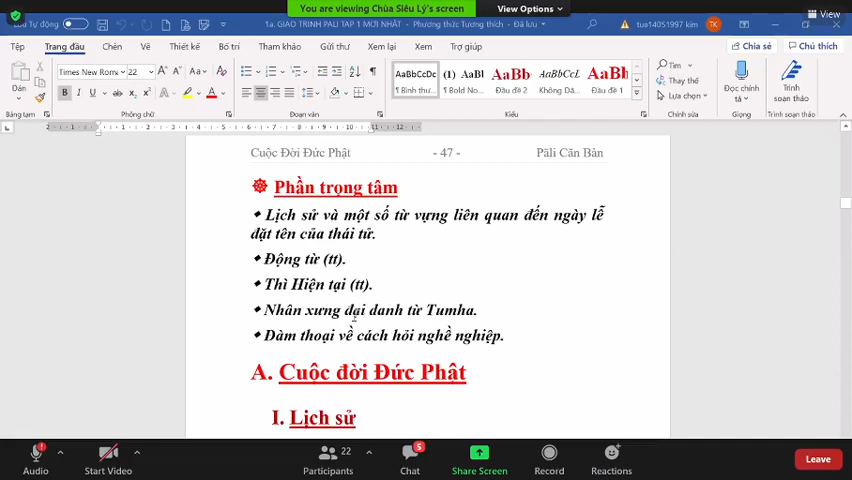 You are viewing Chùa Siêu Lý's screen
View Options
View
Lưu Tự động
1a. GIAO TRINH PALI TAP 1 MỚI NHẤT - Phương thức Tương thích - Đã lưu
tua14051997 kim
TK
Tệp Trang đầu Chèn Vẽ Thiết kế Bố trí Tham khảo Gửi thư Xem lại Xem Trợ giúp
Chia sẻ Chú thích
Dán
Times New Roma 22
AaBbCcDc (1) AaBl AaBb AaBbCcL AaBb
¶ Bình thư... ¶ Bold No... Đầu đề 2 Không Dã... Đầu đề 1
Tìm
Thay thế
Lựa chọn
Đọc chính tả
Trình soạn thảo
Bảng tạm Phông chữ Đoạn văn Kiểu Chỉnh sửa
Cuộc Đời Đức Phật - 47 - Pāli Căn Bản
Phần trọng tâm
Lịch sử và một số từ vựng liên quan đến ngày lễ
đặt tên của thái tử.
Động từ (tt).
Thì Hiện tại (tt).
Nhân xưng đại danh từ Tumha.
Đàm thoại về cách hỏi nghề nghiệp.
A. Cuộc đời Đức Phật
I. Lịch sử
22 5
Audio Start Video Participants Chat Share Screen Record Reactions Leave